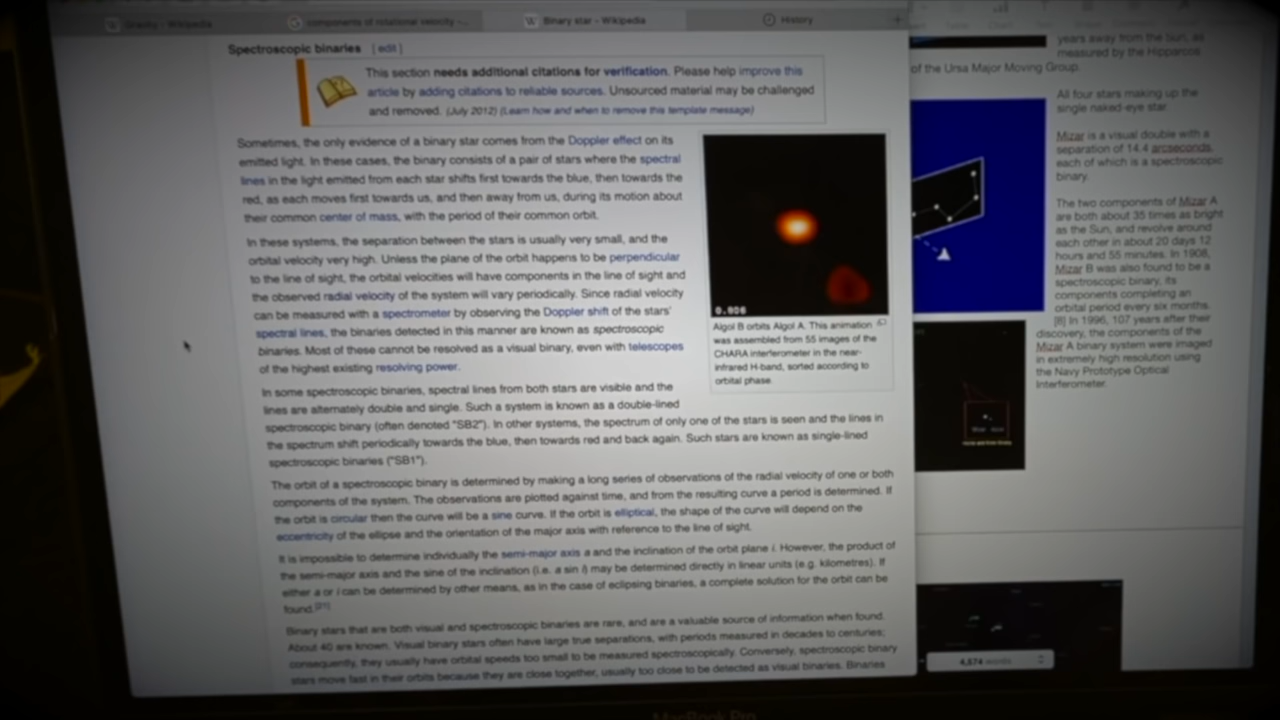 components of rotational velocity –...
Binary star – Wikipedia
History
Spectroscopic binaries [ edit ]
This section needs additional citations for verification. Please help improve this
article by adding citations to reliable sources. Unsourced material may be challenged
and removed. (July 2012) (Learn how and when to remove this template message)
Sometimes, the only evidence of a binary star comes from the Doppler effect on its
emitted light. In these cases, the binary consists of a pair of stars where the spectral
lines in the light emitted from each star shifts first towards the blue, then towards the
red, as each moves first towards us, and then away from us, during its motion about
their common center of mass, with the period of their common orbit.
In these systems, the separation between the stars is usually very small, and the
orbital velocity very high. Unless the plane of the orbit happens to be perpendicular
to the line of sight, the orbital velocities will have components in the line of sight and
the observed radial velocity of the system will vary periodically. Since radial velocity
can be measured with a spectrometer by observing the Doppler shift of the stars'
spectral lines, the binaries detected in this manner are known as spectroscopic
binaries. Most of these cannot be resolved as a visual binary, even with telescopes
of the highest existing resolving power.
0.806
Algol B orbits Algol A. This animation
was assembled from 55 images of the
CHARA interferometer in the near-
infrared H-band, sorted according to
orbital phase.
In some spectroscopic binaries, spectral lines from both stars are visible and the
lines are alternately double and single. Such a system is known as a double-lined
spectroscopic binary (often denoted "SB2"). In other systems, the spectrum of only one of the stars is seen and the lines in
the spectrum shift periodically towards the blue, then towards red and back again. Such stars are known as single-lined
spectroscopic binaries ("SB1").
The orbit of a spectroscopic binary is determined by making a long series of observations of the radial velocity of one or both
components of the system. The observations are plotted against time, and from the resulting curve a period is determined. If
the orbit is circular then the curve will be a sine curve. If the orbit is elliptical, the shape of the curve will depend on the
eccentricity of the ellipse and the orientation of the major axis with reference to the line of sight.
It is impossible to determine individually the semi-major axis a and the inclination of the orbit plane i. However, the product of
the semi-major axis and the sine of the inclination (i.e. a sin i) may be determined directly in linear units (e.g. kilometres). If
either a or i can be determined by other means, as in the case of eclipsing binaries, a complete solution for the orbit can be
found.[21]
Binary stars that are both visual and spectroscopic binaries are rare, and are a valuable source of information when found.
About 40 are known. Visual binary stars often have large true separations, with periods measured in decades to centuries;
consequently, they usually have orbital speeds too small to be measured spectroscopically. Conversely, spectroscopic binary
stars move fast in their orbits because they are close together, usually too close to be detected as visual binaries. Binaries
years away from the Sun, as
measured by the Hipparcos
of the Ursa Major Moving Group.
All four stars making up the
single naked-eye star.
Mizar is a visual double with a
separation of 14.4 arcseconds,
each of which is a spectroscopic
binary.
The two components of Mizar A
are both about 35 times as bright
as the Sun, and revolve around
each other in about 20 days 12
hours and 55 minutes. In 1908,
Mizar B was also found to be a
spectroscopic binary, its
components completing an
orbital period every six months.
[8] In 1996, 107 years after their
discovery, the components of the
Mizar A binary system were imaged
in extremely high resolution using
the Navy Prototype Optical
Interferometer.
4,574 words
MacBook Pro